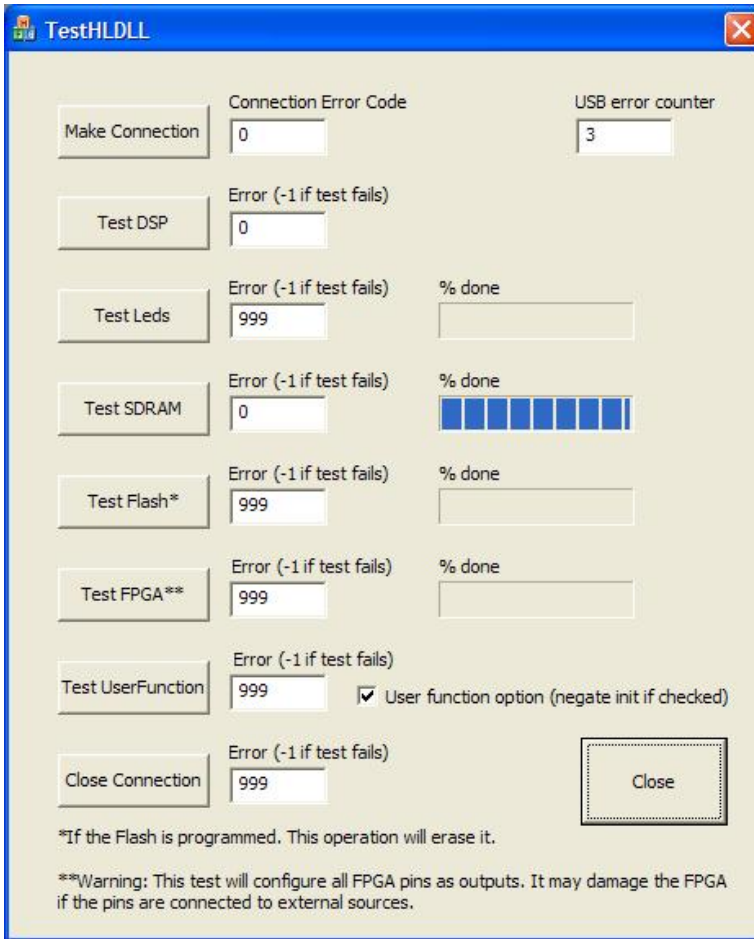 TestHLDLL
Connection Error Code
USB error counter
Make Connection
0
3
Error (-1 if test fails)
Test DSP
0
Error (-1 if test fails)
% done
Test Leds
999
Error (-1 if test fails)
% done
Test SDRAM
0
Error (-1 if test fails)
% done
Test Flash*
999
Error (-1 if test fails)
% done
Test FPGA**
999
Error (-1 if test fails)
Test UserFunction
999
User function option (negate init if checked)
Error (-1 if test fails)
Close Connection
999
Close
*If the Flash is programmed. This operation will erase it.
**Warning: This test will configure all FPGA pins as outputs. It may damage the FPGA
if the pins are connected to external sources.